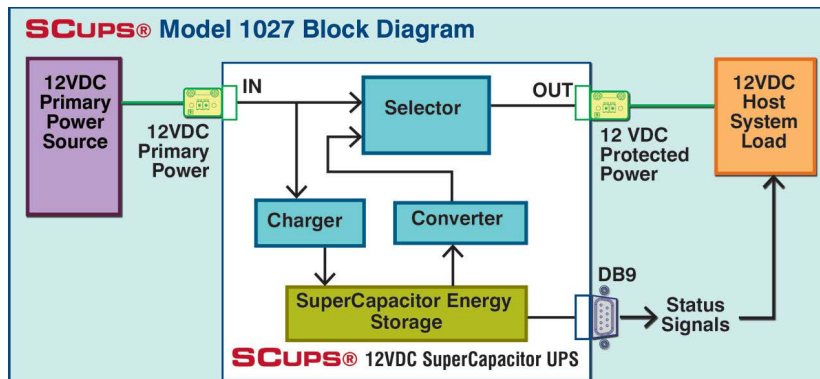 SCUPS® Model 1027 Block Diagram
12VDC
Primary
Power
Source
12VDC
Primary
Power
IN
Selector
OUT
12 VDC
Protected
Power
12VDC
Host
System
Load
Charger
Converter
SuperCapacitor Energy
Storage
DB9
Status
Signals
SCUPS® 12VDC SuperCapacitor UPS